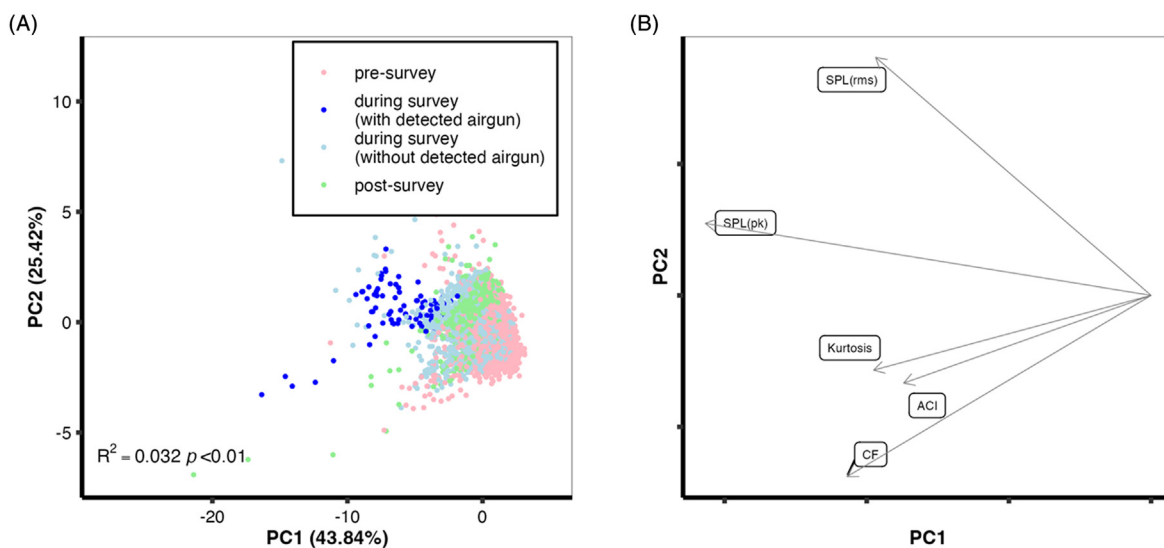 (A)
pre-survey
during survey
(with detected airgun)
during survey
(without detected airgun)
post-survey
10
5
0
-5
PC2 (25.42%)
R² = 0.032 p <0.01
-20
-10
0
PC1 (43.84%)
(B)
SPL(rms)
SPL(pk)
Kurtosis
ACI
CF
PC2
PC1